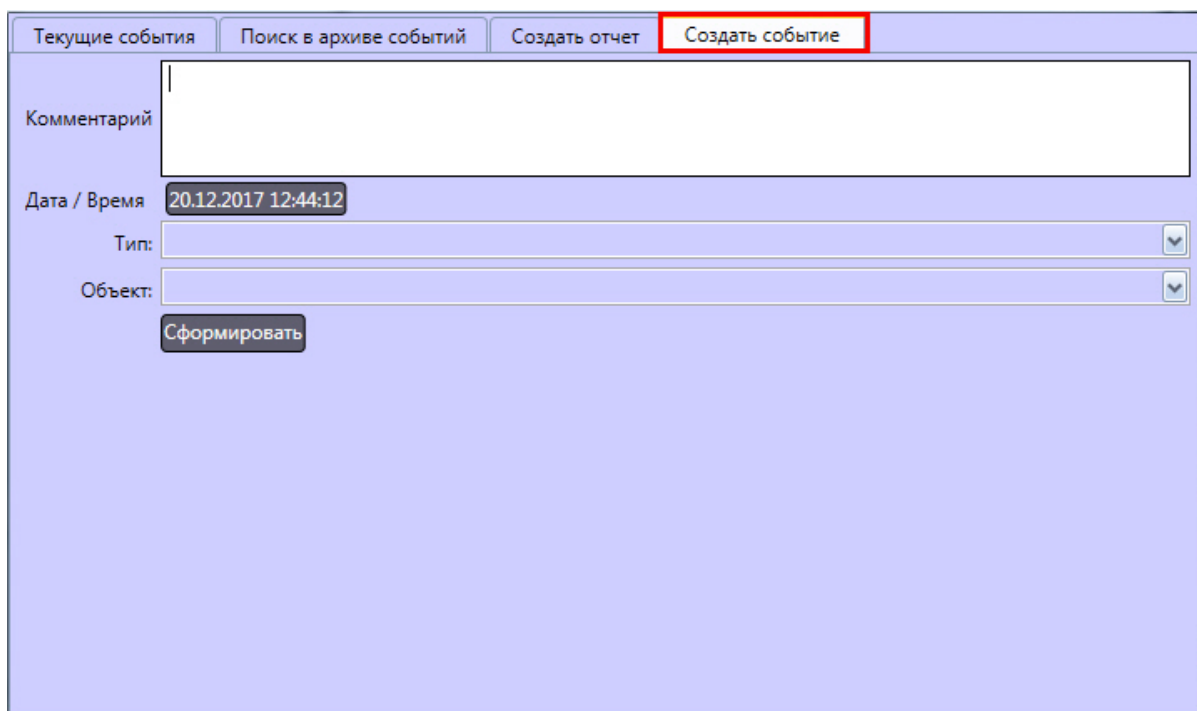 Текущие события Поиск в архиве событий Создать отчет Создать событие
Комментарий
Дата / Время 20.12.2017 12:44:12
Тип:
Объект:
Сформировать